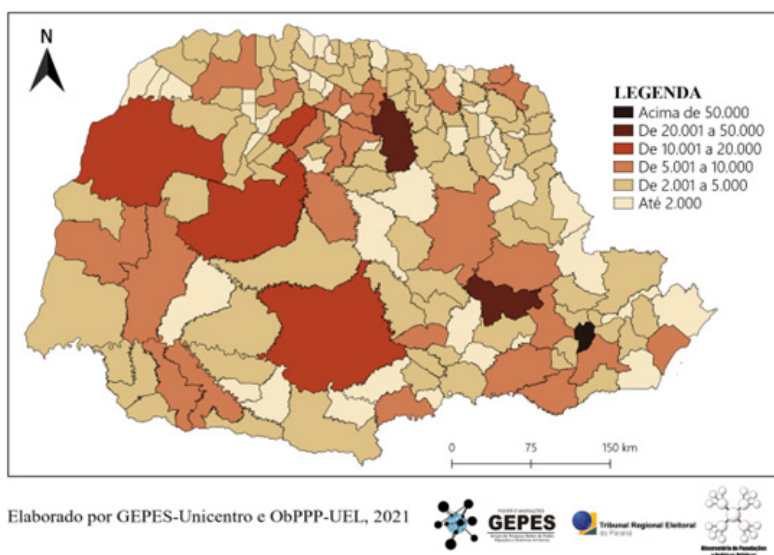 N
LEGENDA
Acima de 50.000
De 20.001 a 50.000
De 10.001 a 20.000
De 5.001 a 10.000
De 2.001 a 5.000
Até 2.000
0 75 150 km
Elaborado por GEPES-Unicentro e ObPPP-UEL, 2021
GEPES
Tribunal Regional Eleitoral
do Paraná